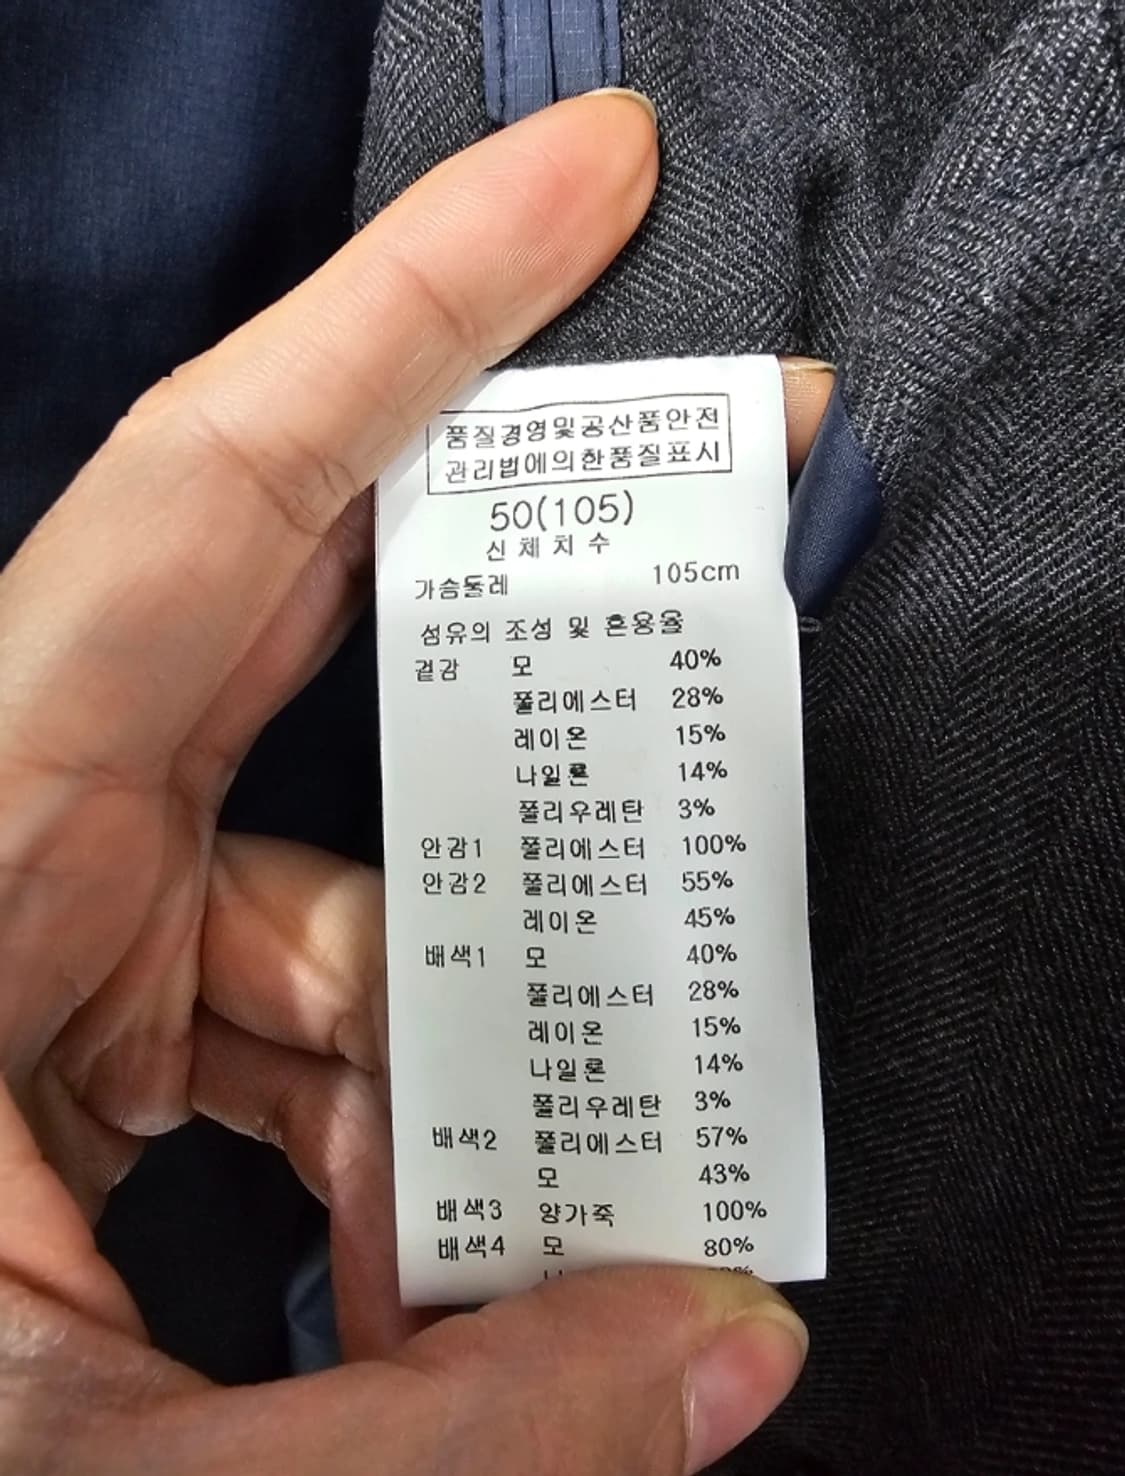 품질경영및공산품안전
관리법에의한품질표시
50(105)
신체치수
가슴둘레 105cm
섬유의 조성 및 혼용율
겉감 모 40%
폴리에스터 28%
레이온 15%
나일론 14%
폴리우레탄 3%
안감1 폴리에스터 100%
안감2 폴리에스터 55%
레이온 45%
배색1 모 40%
폴리에스터 28%
레이온 15%
나일론 14%
폴리우레탄 3%
배색2 폴리에스터 57%
모 43%
배색3 양가죽 100%
배색4 모 80%